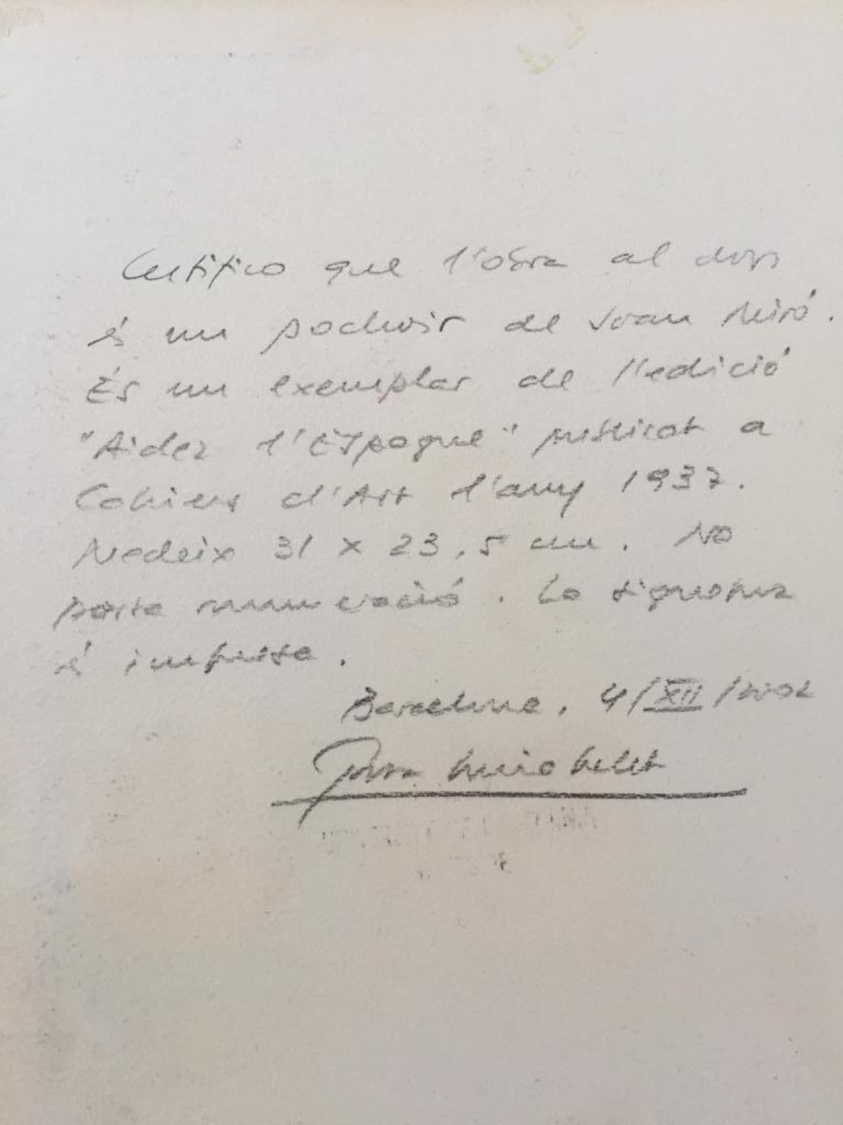 Certifico que l'obra al dors
és un pochoir de Joan Miró.
És un exemplar de l'edició
"Aidez l'Espagne" publicat a
Cahiers d'Art l'any 1937.
Medeix 31 x 23,5 cm. No
porta numeració. La signatura
és impresa.
Barcelona, 4/XII/2002